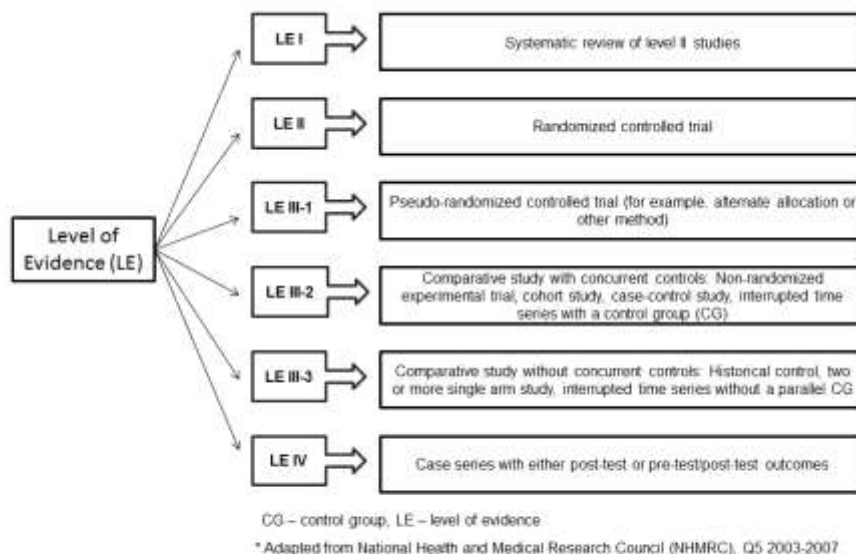 LE I
Systematic review of level II studies
LE II
Randomized controlled trial
LE III-1
Pseudo-randomized controlled trial (for example, alternate allocation or
other method)
Level of
Evidence (LE)
LE III-2
Comparative study with concurrent controls: Non-randomized
experimental trial, cohort study, case-control study, interrupted time
series with a control group (CG)
LE III-3
Comparative study without concurrent controls: Historical control, two
or more single arm study, interrupted time series without a parallel CG
LE IV
Case series with either post-test or pre-test/post-test outcomes
CG – control group, LE – level of evidence
* Adapted from National Health and Medical Research Council (NHMRC), Q5 2003-2007